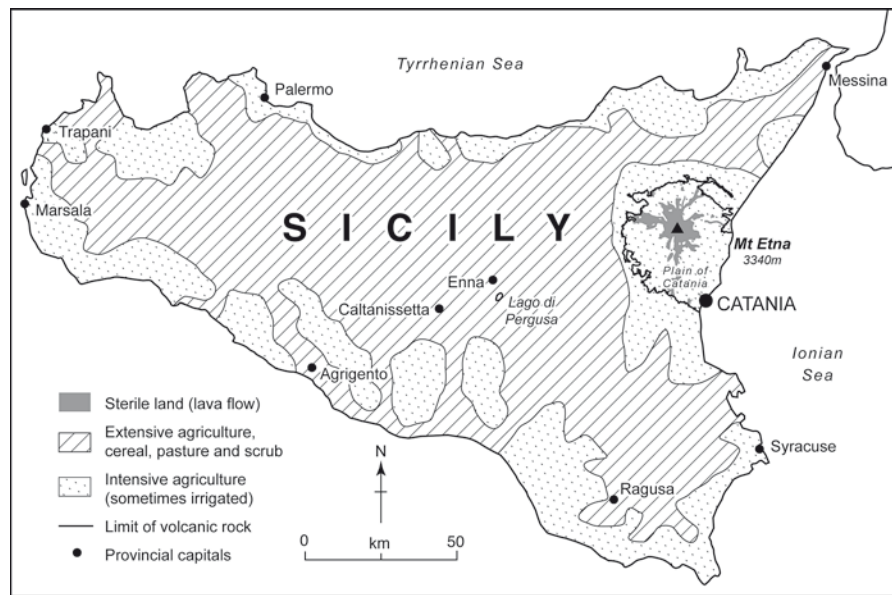 Tyrrhenian Sea
Messina
Palermo
Trapani
Marsala
SICILY
Mt Etna
3340m
Plain of
Catania
Enna
Lago di
Pergusa
CATANIA
Caltanissetta
Ionian
Sea
Agrigento
Sterile land (lava flow)
Extensive agriculture,
cereal, pasture and scrub
Intensive agriculture
(sometimes irrigated)
Limit of volcanic rock
Provincial capitals
N
0
50
km
Syracuse
Ragusa